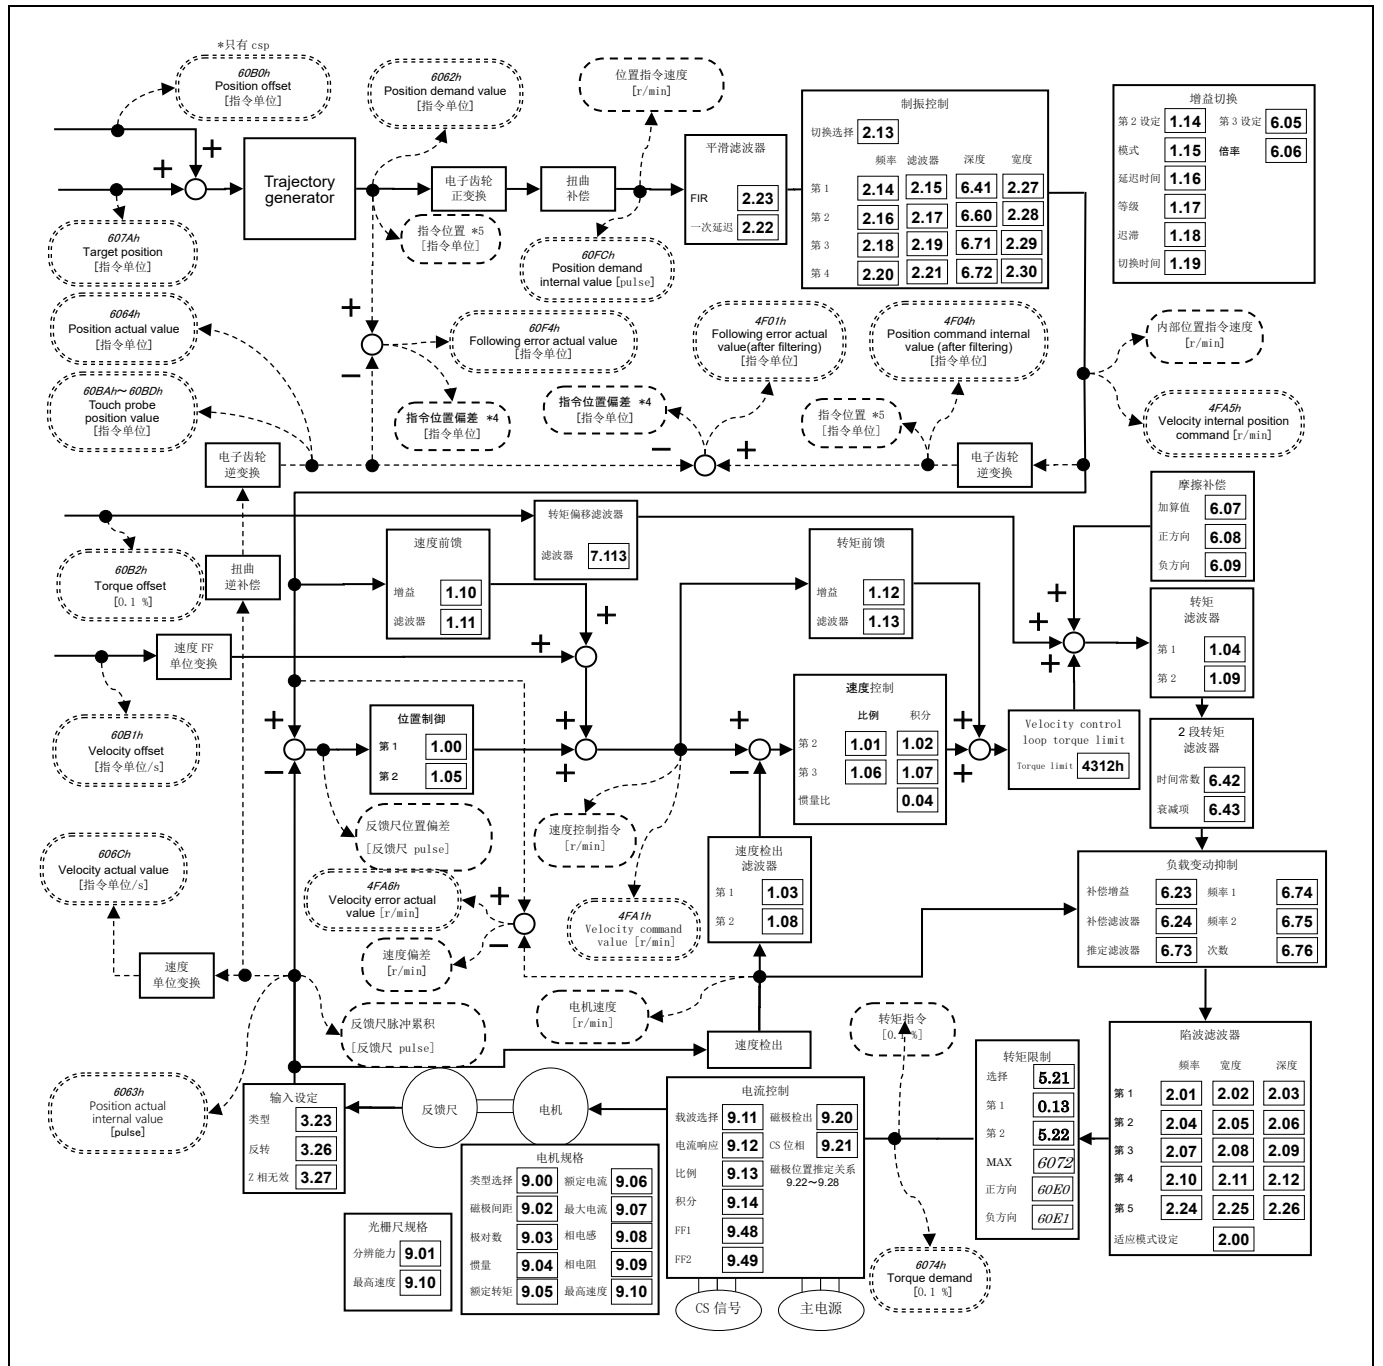 *只有 csp
60B0h
Position offset
[指令单位]
6062h
Position demand value
[指令单位]
位置指令速度
[r/min]
制振控制
切换选择 2.13
频率 滤波器 深度 宽度
第 1 2.14 2.15 6.41 2.27
第 2 2.16 2.17 6.60 2.28
第 3 2.18 2.19 6.71 2.29
第 4 2.20 2.21 6.72 2.30
增益切换
第 2 设定 1.14 第 3 设定 6.05
模式 1.15 倍率 6.06
延迟时间 1.16
等级 1.17
迟滞 1.18
切换时间 1.19
+
+
Trajectory
generator
电子齿轮
正变换
扭曲
补偿
平滑滤波器
FIR 2.23
一次延迟 2.22
607Ah
Target position
[指令单位]
指令位置 *5
[指令单位]
60FCh
Position demand
internal value [pulse]
6064h
Position actual value
[指令单位]
+
−
60F4h
Following error actual value
[指令单位]
4F01h
Following error actual
value(after filtering)
[指令单位]
4F04h
Position command internal
value (after filtering)
[指令单位]
内部位置指令速度
[r/min]
60BAh～60BDh
Touch probe
position value
[指令单位]
指令位置偏差 *4
[指令单位]
指令位置偏差 *4
[指令单位]
指令位置 *5
[指令单位]
4FA5h
Velocity internal position
command [r/min]
电子齿轮
逆变换
−
+
电子齿轮
逆变换
摩擦补偿
加算值 6.07
正方向 6.08
负方向 6.09
转矩偏移滤波器
滤波器 7.113
60B2h
Torque offset
[0.1 %]
扭曲
逆补偿
速度前馈
增益 1.10
滤波器 1.11
转矩前馈
增益 1.12
滤波器 1.13
转矩
滤波器
第 1 1.04
第 2 1.09
+
+
+
+
速度 FF
单位变换
60B1h
Velocity offset
[指令单位/s]
+
−
位置制御
第 1 1.00
第 2 1.05
+
+
+
−
速度控制
比例 积分
第 2 1.01 1.02
第 3 1.06 1.07
惯量比 0.04
+
+
Velocity control
loop torque limit
Torque limit 4312h
2 段转矩
滤波器
时间常数 6.42
衰减项 6.43
反馈尺位置偏差
[反馈尺 pulse]
速度控制指令
[r/min]
速度检出
滤波器
第 1 1.03
第 2 1.08
606Ch
Velocity actual value
[指令单位/s]
4FA6h
Velocity error actual
value [r/min]
+
−
速度偏差
[r/min]
4FA1h
Velocity command
value [r/min]
负载变动抑制
补偿增益 6.23 频率 1 6.74
补偿滤波器 6.24 频率 2 6.75
推定滤波器 6.73 次数 6.76
速度
单位变换
反馈尺脉冲累积
[反馈尺 pulse]
电机速度
[r/min]
速度检出
转矩指令
[0.1 %]
6063h
Position actual
internal value
[pulse]
输入设定
类型 3.23
反转 3.26
Z 相无效 3.27
反馈尺
电机
电流控制
载波选择 9.11 磁极检出 9.20
电流响应 9.12 CS 位相 9.21
比例 9.13 磁极位置推定关系
9.22～9.28
积分 9.14
FF1 9.48
FF2 9.49
转矩限制
选择 5.21
第 1 0.13
第 2 5.22
MAX 6072
正方向 60E0
负方向 60E1
陷波滤波器
频率 宽度 深度
第 1 2.01 2.02 2.03
第 2 2.04 2.05 2.06
第 3 2.07 2.08 2.09
第 4 2.10 2.11 2.12
第 5 2.24 2.25 2.26
适应模式设定 2.00
电机规格
类型选择 9.00 额定电流 9.06
磁极间距 9.02 最大电流 9.07
极对数 9.03 相电感 9.08
惯量 9.04 相电阻 9.09
额定转矩 9.05 最高速度 9.10
光栅尺规格
分辨能力 9.01
最高速度 9.10
6074h
Torque demand
[0.1 %]
CS 信号
主电源